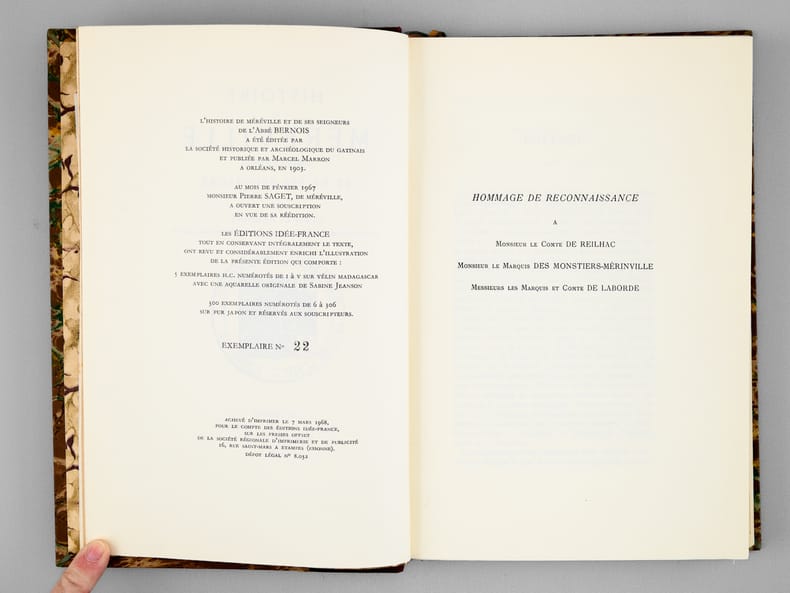 L'HISTOIRE DE MÉRÉVILLE ET DE SES SEIGNEURS
DE L'ABBÉ BERNOIS
A ÉTÉ ÉDITÉE PAR
LA SOCIÉTÉ HISTORIQUE ET ARCHÉOLOGIQUE DU GATINAIS
ET PUBLIÉE PAR MARCEL MARRON
A ORLÉANS, EN 1903.
AU MOIS DE FÉVRIER 1967
MONSIEUR PIERRE SAGET, DE MÉRÉVILLE,
A OUVERT UNE SOUSCRIPTION
EN VUE DE SA RÉÉDITION.
LES ÉDITIONS IDÉE-FRANCE
TOUT EN CONSERVANT INTÉGRALEMENT LE TEXTE,
ONT REVU ET CONSIDÉRABLEMENT ENRICHI L'ILLUSTRATION
DE LA PRÉSENTE ÉDITION QUI COMPORTE :
5 EXEMPLAIRES H.C. NUMÉROTÉS DE I A V SUR VÉLIN MADAGASCAR
AVEC UNE AQUARELLE ORIGINALE DE SABINE JEANSON
300 EXEMPLAIRES NUMÉROTÉS DE 6 A 306
SUR PUR JAPON ET RÉSERVÉS AUX SOUSCRIPTEURS.
EXEMPLAIRE No 22
ACHEVÉ D'IMPRIMER LE 7 MARS 1968,
POUR LE COMPTE DES ÉDITIONS IDÉE-FRANCE,
SUR LES PRESSES OFFSET
DE LA SOCIÉTÉ RÉGIONALE D'IMPRIMERIE ET DE PUBLICITÉ
16, RUE SAINT-MARS A ETAMPES (ESSONNE).
DÉPOT LÉGAL Nº 8.032
HOMMAGE DE RECONNAISSANCE
A
MONSIEUR LE COMTE DE REILHAC
MONSIEUR LE MARQUIS DES MONSTIERS-MÉRINVILLE
MESSIEURS LES MARQUIS ET COMTE DE LABORDE